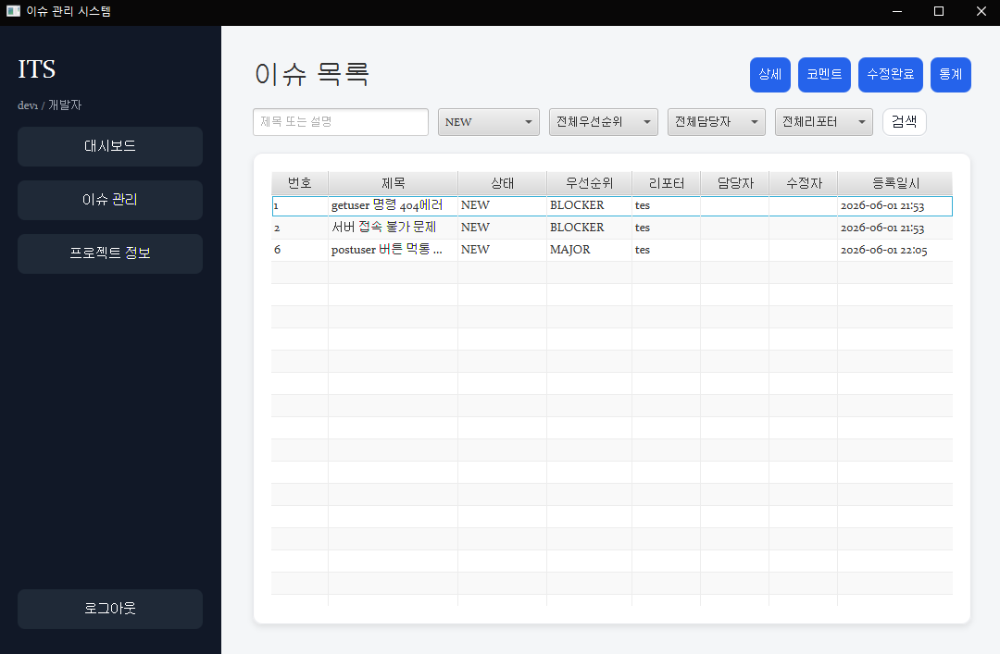 이슈 관리 시스템
ITS
dev1 / 개발자
대시보드
이슈 관리
프로젝트 정보
로그아웃
이슈 목록
상세 코멘트 수정완료 통계
제목 또는 설명 NEW 전체우선순위 전체담당자 전체리포터 검색
번호 제목 상태 우선순위 리포터 담당자 수정자 등록일시
1 getuser 명령 404에러 NEW BLOCKER tes 2026-06-01 21:53
2 서버 접속 불가 문제 NEW BLOCKER tes 2026-06-01 21:53
6 postuser 버튼 먹통 ... NEW MAJOR tes 2026-06-01 22:05